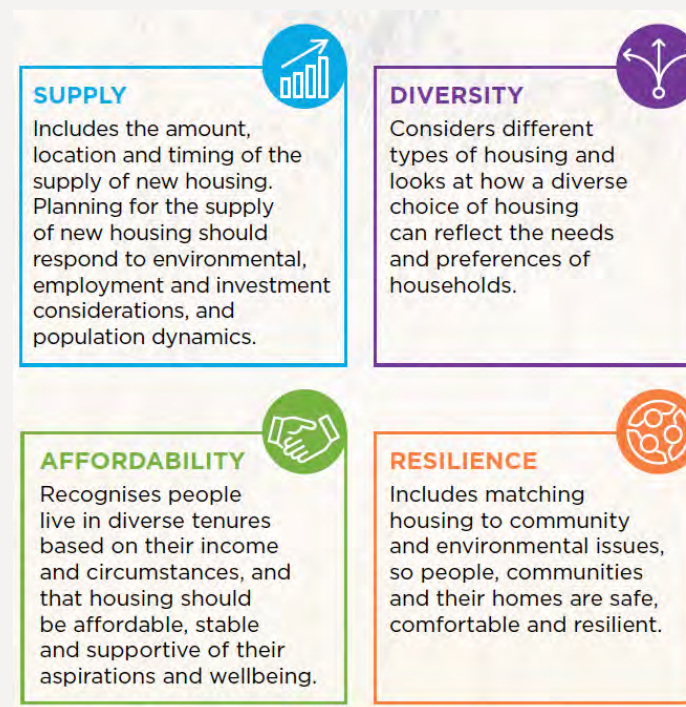 SUPPLY
Includes the amount,
location and timing of the
supply of new housing.
Planning for the supply
of new housing should
respond to environmental,
employment and investment
considerations, and
population dynamics.
DIVERSITY
Considers different
types of housing and
looks at how a diverse
choice of housing
can reflect the needs
and preferences of
households.
AFFORDABILITY
Recognises people
live in diverse tenures
based on their income
and circumstances, and
that housing should
be affordable, stable
and supportive of their
aspirations and wellbeing.
RESILIENCE
Includes matching
housing to community
and environmental issues,
so people, communities
and their homes are safe,
comfortable and resilient.